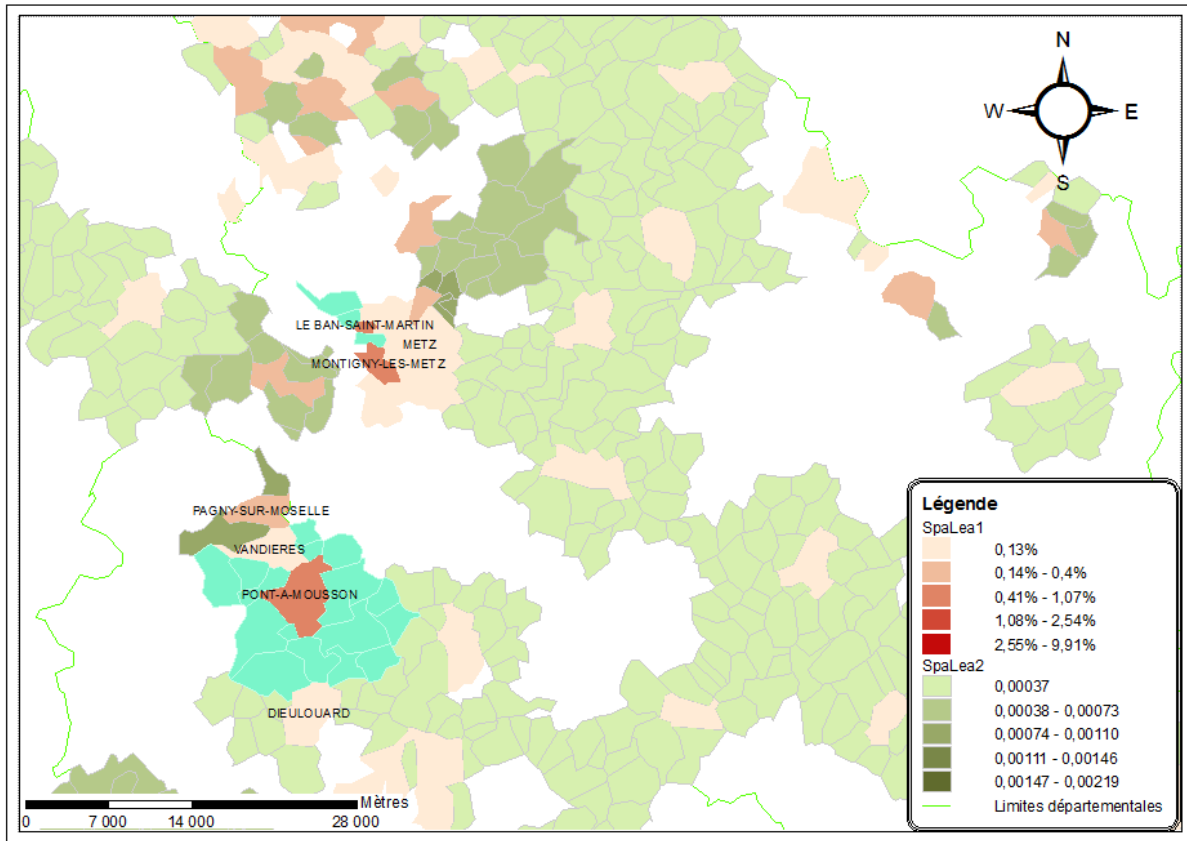 N
W E
S
LE BAN-SAINT-MARTIN
METZ
MONTIGNY-LES-METZ
PAGNY-SUR-MOSELLE
VANDIERES
PONT-A-MOUSSON
DIEULOUARD
Légende
SpaLea1
0,13%
0,14% - 0,4%
0,41% - 1,07%
1,08% - 2,54%
2,55% - 9,91%
SpaLea2
0,00037
0,00038 - 0,00073
0,00074 - 0,00110
0,00111 - 0,00146
0,00147 - 0,00219
Limites départementales
Mètres
0 7 000 14 000 28 000